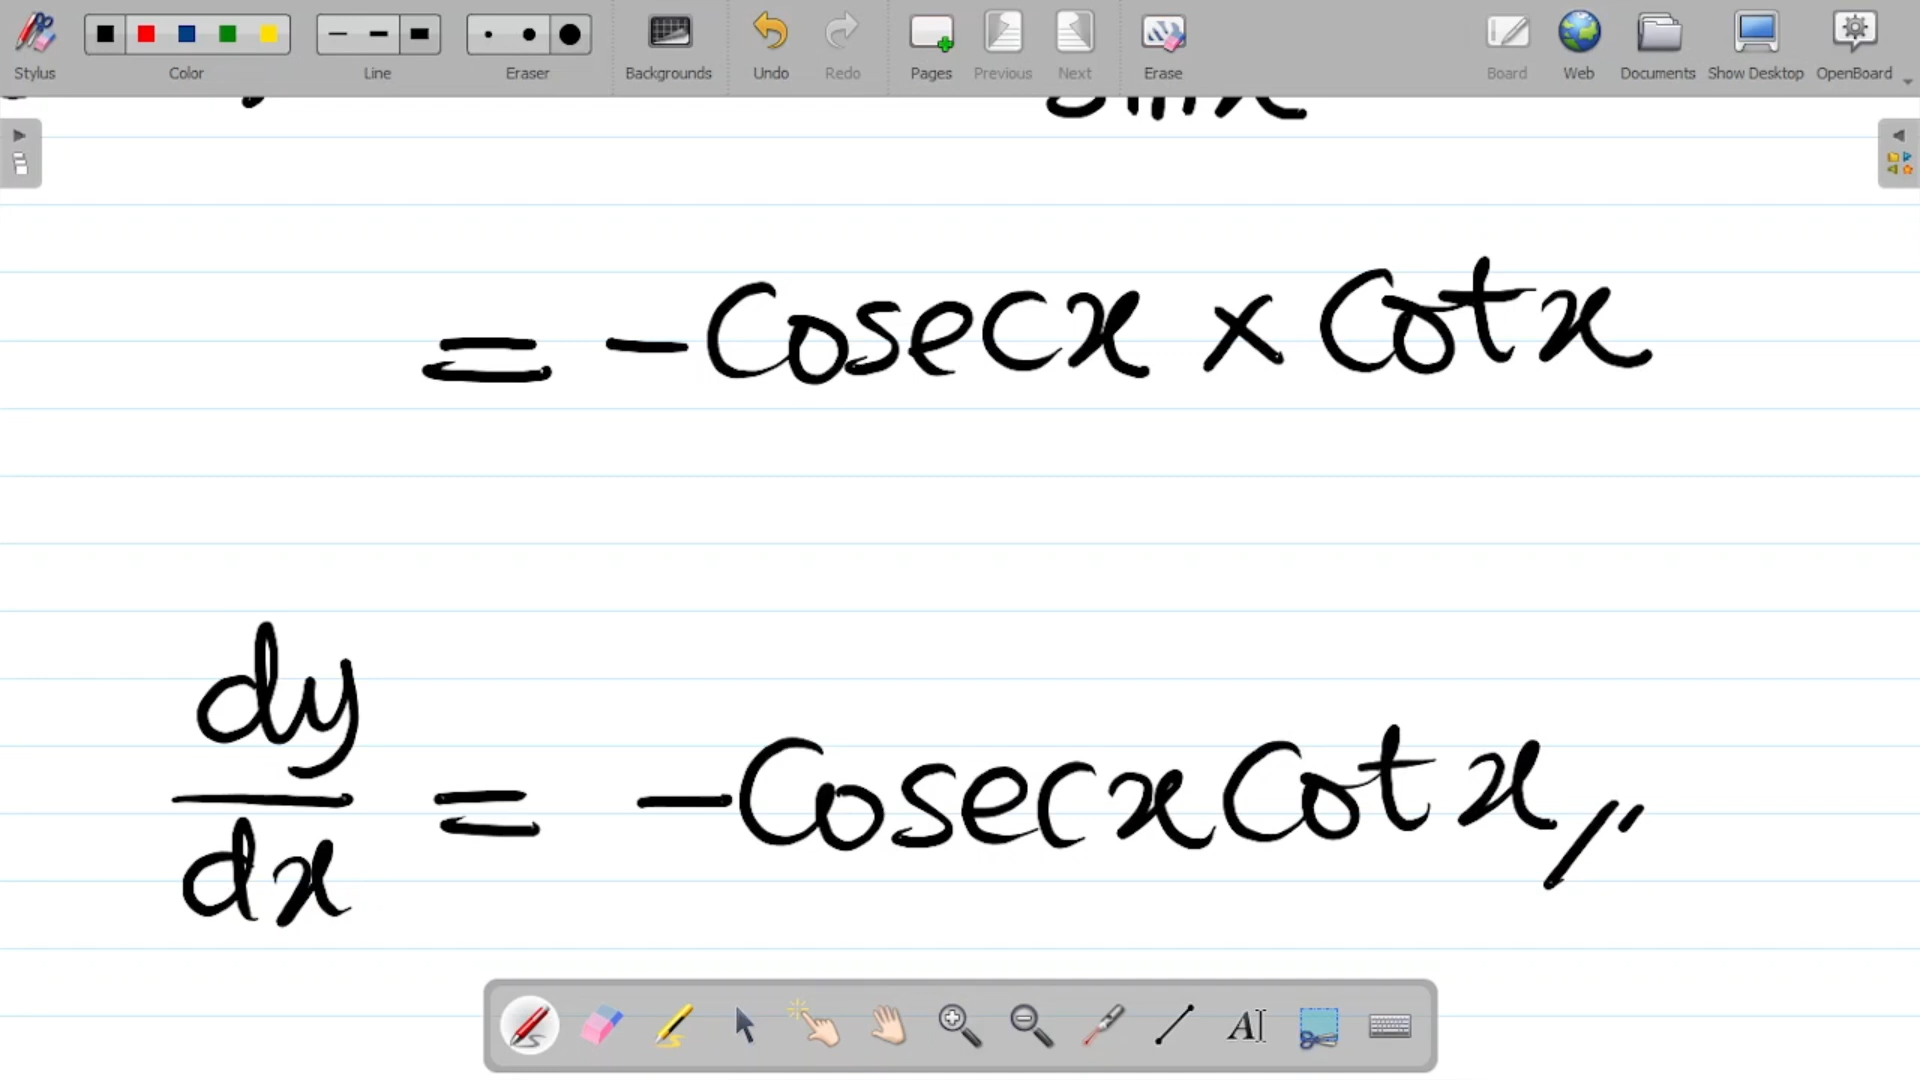 Stylus Color Line Eraser Backgrounds Undo Redo Pages Previous Next Erase Board Web Documents Show Desktop OpenBoard
sinx
= -Cosecx × Cotx
dy
dx
= -CosecxCotx,,